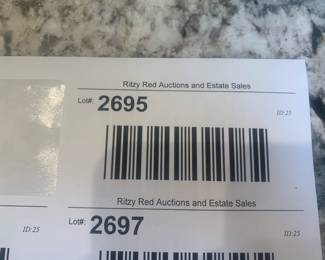 Ritzy Red Auctions and Estate Sales
Lot#: 2695
ID:25
Ritzy Red Auctions and Estate Sales
Lot#: 2697
ID:25
ID:25